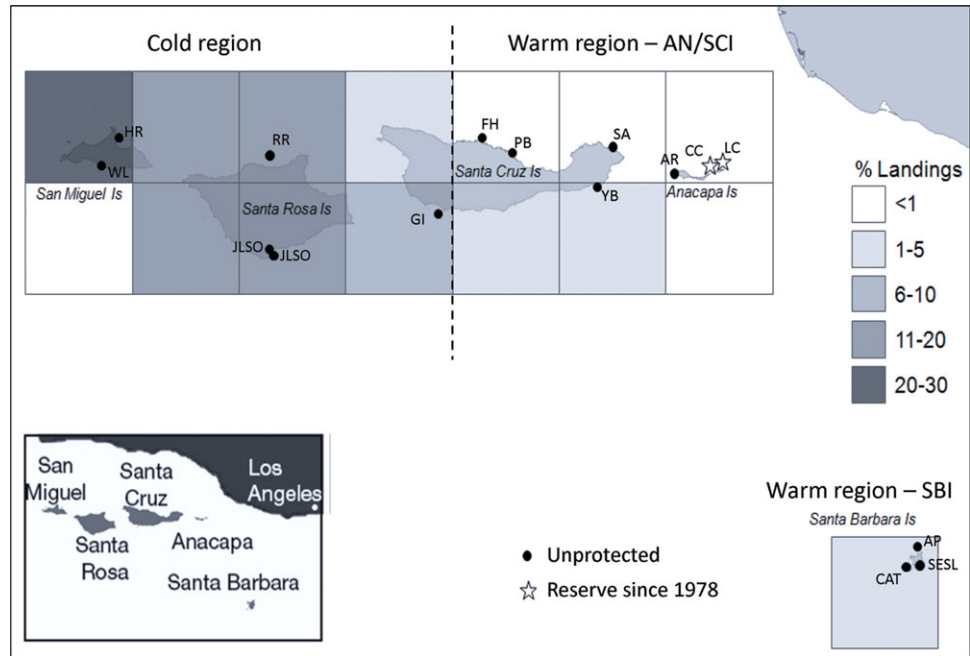 Cold region
Warm region – AN/SCI
HR
WL
San Miguel Is
RR
Santa Rosa Is
JLSO
JLSO
GI
FH
PB
Santa Cruz Is
SA
YB
AR
CC
LC
Anacapa Is
% Landings
<1
1-5
6-10
11-20
20-30
San
Miguel
Santa
Cruz
Los
Angeles
Santa
Rosa
Anacapa
Santa Barbara
Unprotected
Reserve since 1978
Warm region – SBI
Santa Barbara Is
AP
CAT
SESL